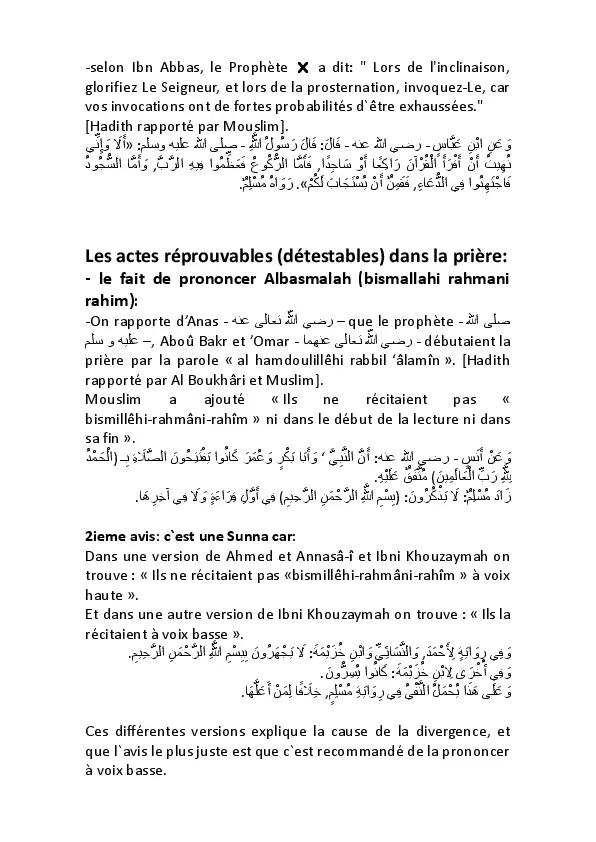 -selon Ibn Abbas, le Prophète ✗ a dit: " Lors de l'inclinaison,
glorifiez Le Seigneur, et lors de la prosternation, invoquez-Le, car
vos invocations ont de fortes probabilités d`être exhaussées."
[Hadith rapporté par Mouslim].
وَعَنِ ابْنِ عَبَّاسٍ - رضي الله عنه - قَالَ: قَالَ رَسُولُ اللَّهِ - صلى الله عليه وسلم: «أَلَا وَإِنِّي
نُهِيتُ أَنْ أَقْرَأَ الْقُرْآنَ رَاكِعًا أَوْ سَاجِدًا, فَأَمَّا الرُّكُوعُ فَعَظِّمُوا فِيهِ الرَّبَّ, وَأَمَّا السُّجُودُ
فَاجْتَهِدُوا فِي الدُّعَاءِ, فَقَمِنٌ أَنْ يُسْتَجَابَ لَكُمْ». رَوَاهُ مُسْلِمٌ.
Les actes réprouvables (détestables) dans la prière:
- le fait de prononcer Albasmalah (bismallahi rahmani
rahim):
-On rapporte d’Anas - رضي الله تعالى عنه – que le prophète - صلى الله
عليه و سلم –, Aboû Bakr et ’Omar - رضي الله تعالى عنهما - débutaient la
prière par la parole « al hamdoulillêhi rabbil ‘âlamîn ». [Hadith
rapporté par Al Boukhâri et Muslim].
Mouslim a ajouté « Ils ne récitaient pas «
bismillêhi-rahmâni-rahîm » ni dans le début de la lecture ni dans
sa fin ».
وَعَنْ أَنَسٍ - رضي الله عنه: أَنَّ النَّبِيَّ ‘ وَأَبَا بَكْرٍ وَعُمَرَ كَانُوا يَفْتَتِحُونَ الصَّلَاةَ بِـ (الْحَمْدُ
لِلَّهِ رَبِّ الْعَالَمِينَ) مُتَّفَقٌ عَلَيْهِ.
زَادَ مُسْلِمٌ: لَا يَذْكُرُونَ: (بِسْمِ اللَّهِ الرَّحْمَنِ الرَّحِيمِ) فِي أَوَّلِ قِرَاءَةٍ وَلَا فِي آخِرِهَا.
2ieme avis: c`est une Sunna car:
Dans une version de Ahmed et Annasâ-î et Ibni Khouzaymah on
trouve : « Ils ne récitaient pas «bismillêhi-rahmâni-rahîm » à voix
haute ».
Et dans une autre version de Ibni Khouzaymah on trouve : « Ils la
récitaient à voix basse ».
وَفِي رِوَايَةٍ لِأَحْمَدَ, وَالنَّسَائِيِّ وَابْنِ خُزَيْمَةَ: لَا يَجْهَرُونَ بِبِسْمِ اللَّهِ الرَّحْمَنِ الرَّحِيمِ.
وَفِي أُخْرَى لِابْنِ خُزَيْمَةَ: كَانُوا يُسِرُّونَ.
وَعَلَى هَذَا يُحْمَلُ النَّفْيُ فِي رِوَايَةِ مُسْلِمٍ, خِلَافًا لِمَنْ أَعَلَّهَا.
Ces différentes versions explique la cause de la divergence, et
que l`avis le plus juste est que c`est recommandé de la prononcer
à voix basse.